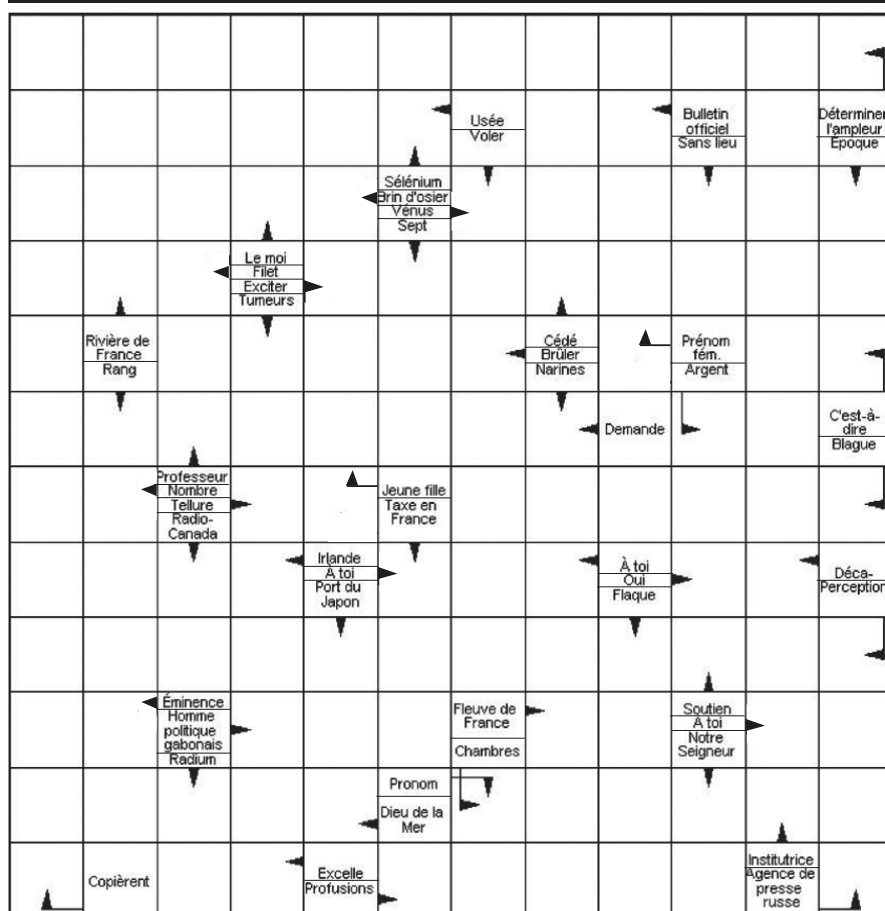 Usée
Voler
Bulletin
officiel
Sans lieu
Déterminer
l'ampleur
Époque
Sélénium
Brin d'osier
Vénus
Sept
Le moi
Filet
Exciter
Tumeurs
Rivière de
France
Rang
Cédé
Brûler
Narines
Prénom
fém.
Argent
Demande
C'est-à-
dire
Blague
Professeur
Nombre
Tellure
Radio-
Canada
Jeune fille
Taxe en
France
Irlande
À toi
Port du
Japon
À toi
Oui
Flaque
Déca-
Perception
Éminence
Homme
politique
gabonais
Radium
Fleuve de
France
Chambres
Soutien
À toi
Notre
Seigneur
Pronom
Dieu de la
Mer
Copièrent
Excelle
Profusions
Institutrice
Agence de
presse
russe